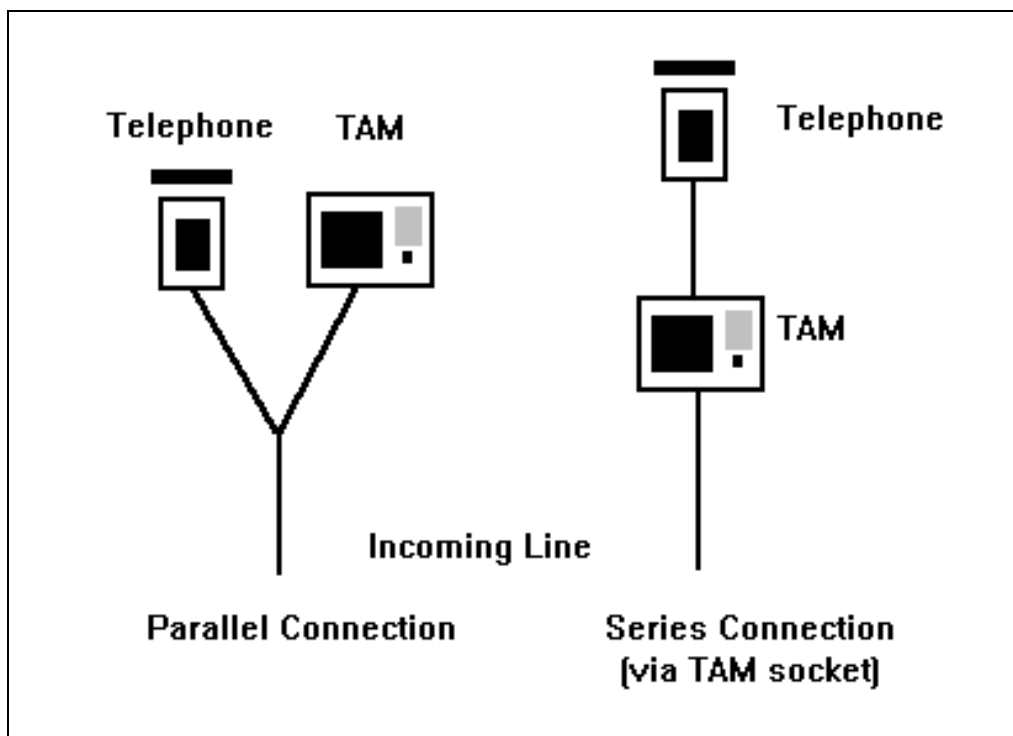 Telephone
TAM
Telephone
TAM
Incoming Line
Parallel Connection
Series Connection
(via TAM socket)